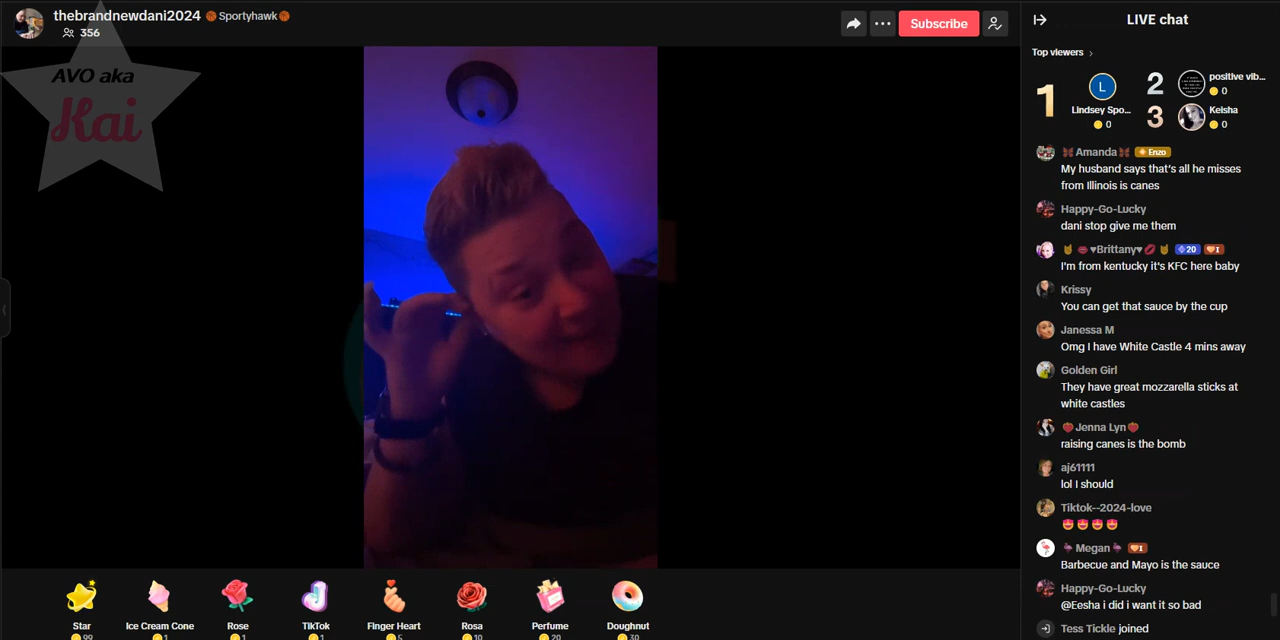 thebrandnewdani2024 🏀 Sportyhawk🏀
356
Subscribe
AVO aka
Kai
LIVE chat
Top viewers
1
L
Lindsey Spo...
0
2
positive vib...
0
3
Keisha
0
🦋Amanda🦋 Enzo
My husband says that's all he misses
from Illinois is canes
Happy-Go-Lucky
dani stop give me them
🤘 👄♥Brittany♥💋 🤘 20 I
I'm from kentucky it's KFC here baby
Krissy
You can get that sauce by the cup
Janessa M
Omg I have White Castle 4 mins away
Golden Girl
They have great mozzarella sticks at
white castles
🍓Jenna Lyn🍓
raising canes is the bomb
aj61111
lol I should
Tiktok--2024-love
😍😍😍😍
🦩Megan🦩 I
Barbecue and Mayo is the sauce
Happy-Go-Lucky
@Eesha i did i want it so bad
Tess Tickle joined
Star
99
Ice Cream Cone
1
Rose
1
TikTok
1
Finger Heart
5
Rosa
10
Perfume
20
Doughnut
30